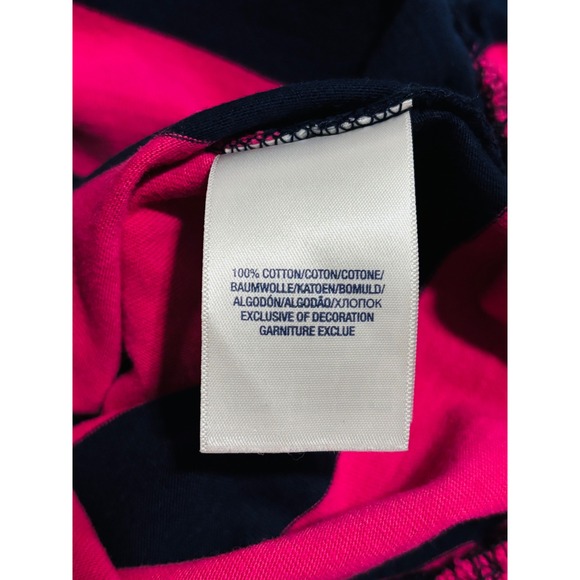 100% COTTON/COTON/COTONE/
BAUMWOLLE/KATOEN/BOMULD/
ALGODÓN/ALGODÃO/ХЛОПОК
EXCLUSIVE OF DECORATION
GARNITURE EXCLUE